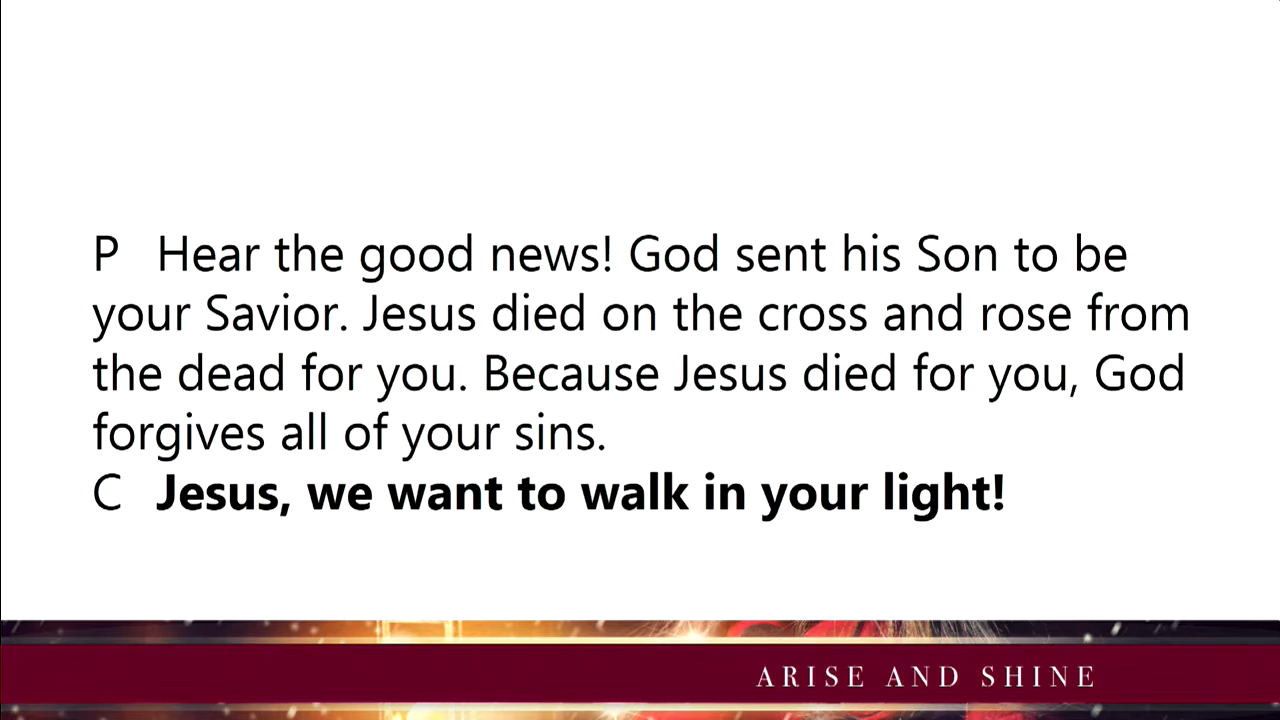 P Hear the good news! God sent his Son to be
your Savior. Jesus died on the cross and rose from
the dead for you. Because Jesus died for you, God
forgives all of your sins.
C Jesus, we want to walk in your light!
ARISE AND SHINE